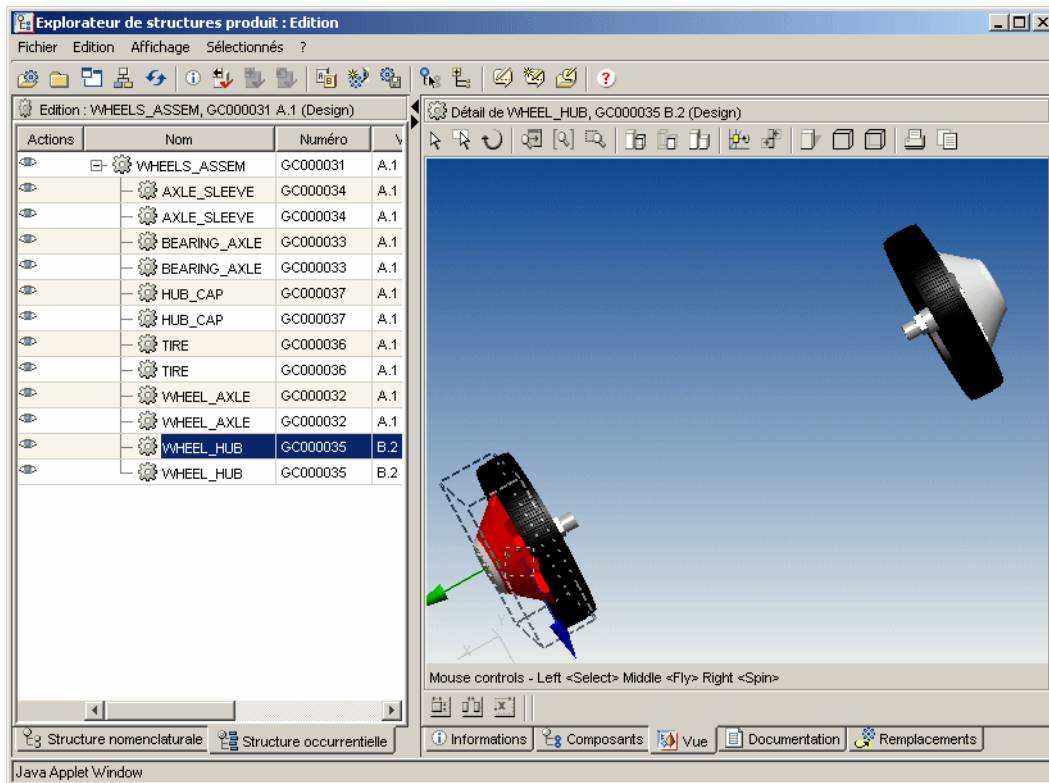 Explorateur de structures produit : Edition
Fichier Edition Affichage Sélectionnés ?
Edition : WHEELS_ASSEM, GC000031 A.1 (Design)
Détail de WHEEL_HUB, GC000035 B.2 (Design)
Actions Nom Numéro V
WHEELS_ASSEM GC000031 A.1
AXLE_SLEEVE GC000034 A.1
AXLE_SLEEVE GC000034 A.1
BEARING_AXLE GC000033 A.1
BEARING_AXLE GC000033 A.1
HUB_CAP GC000037 A.1
HUB_CAP GC000037 A.1
TIRE GC000036 A.1
TIRE GC000036 A.1
WHEEL_AXLE GC000032 A.1
WHEEL_AXLE GC000032 A.1
WHEEL_HUB GC000035 B.2
WHEEL_HUB GC000035 B.2
Y
X
Mouse controls - Left <Select> Middle <Fly> Right <Spin>
Structure nomenclaturale Structure occurrentielle
Informations Composants Vue Documentation Remplacements
Java Applet Window